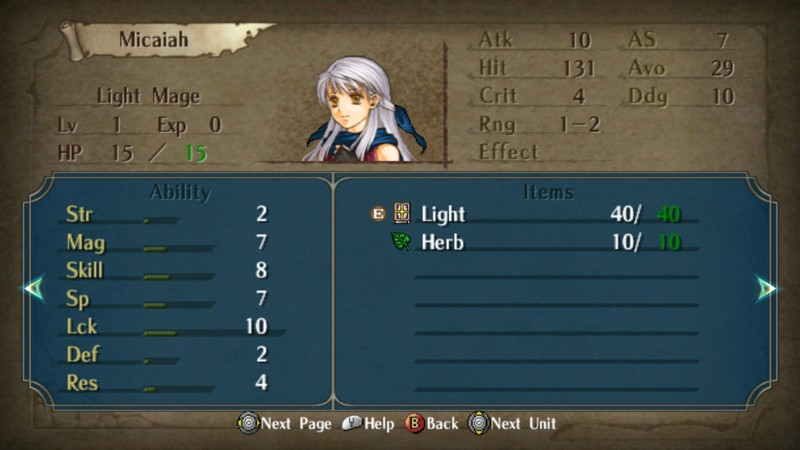 Micaiah
Light Mage
Lv 1 Exp 0
HP 15 / 15
Atk 10 AS 7
Hit 131 Avo 29
Crit 4 Ddg 10
Rng 1-2
Effect
Ability
Str 2
Mag 7
Skill 8
Sp 7
Lck 10
Def 2
Res 4
Items
E Light 40/ 40
Herb 10/ 10
Next Page Help B Back Next Unit